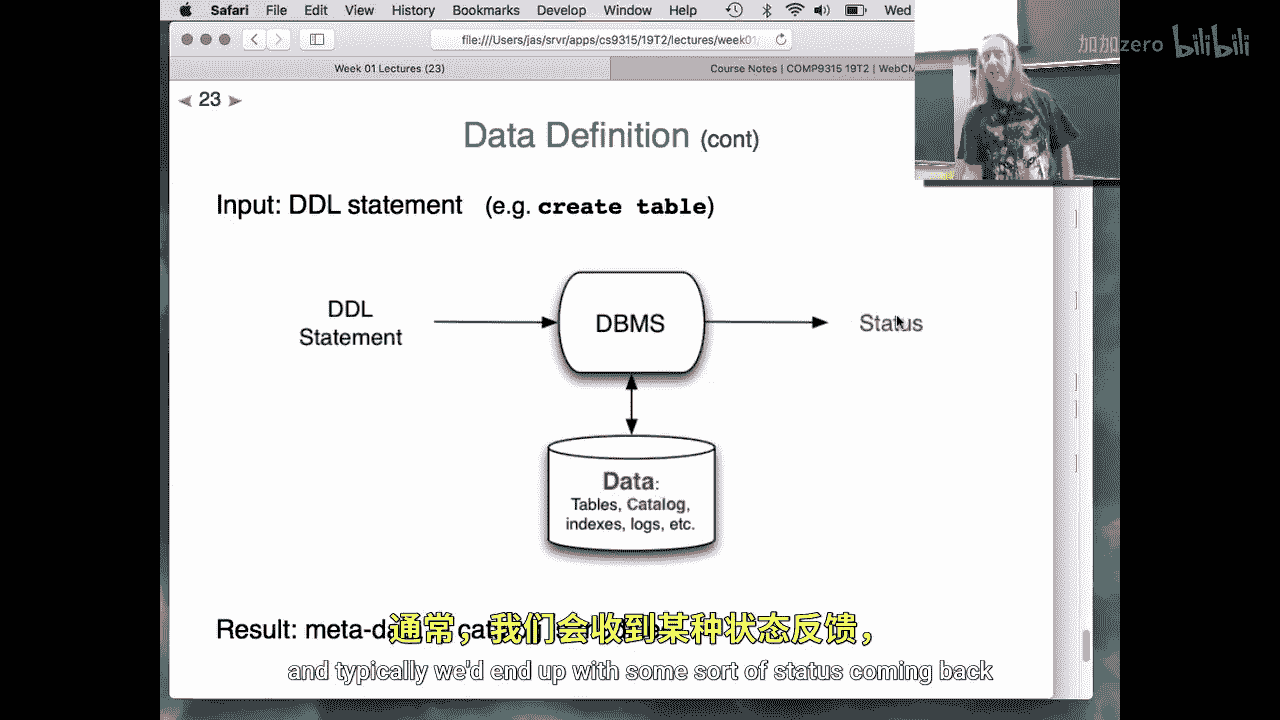 Safari File Edit View History Bookmarks Develop Window Help Wed
加加zero bilibili
file:///Users/jas/srvr/apps/cs9315/19T2/lectures/week01/
Week 01 Lectures (23)
Course Notes | COMP9315 19T2 | WebCM
23
Data Definition (cont)
Input: DDL statement (e.g. create table)
DDL
Statement
DBMS
Status
Data:
Tables, Catalog,
indexes, logs, etc.
Result: meta-da
通常，我们会收到某种状态反馈，
and typically we'd end up with some sort of status coming back